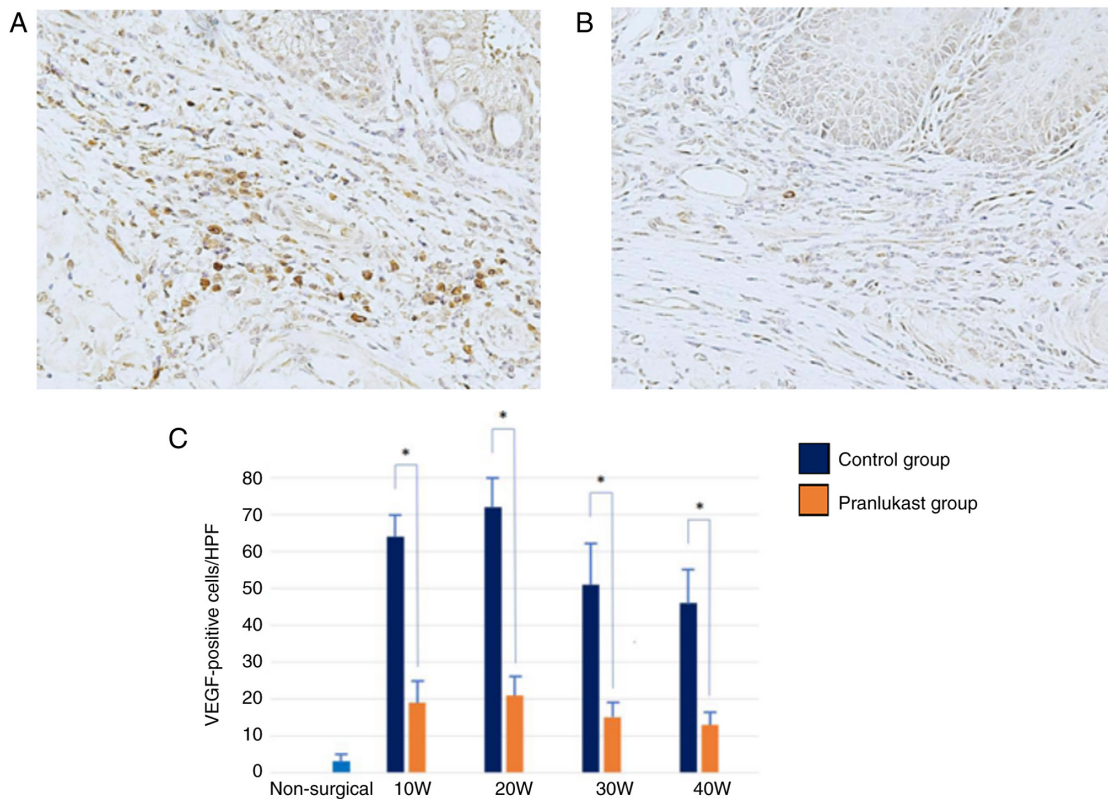 A
B
C
*
*
*
*
80
70
60
50
40
30
20
10
0
VEGF-positive cells/HPF
Non-surgical 10W 20W 30W 40W
Control group
Pranlukast group